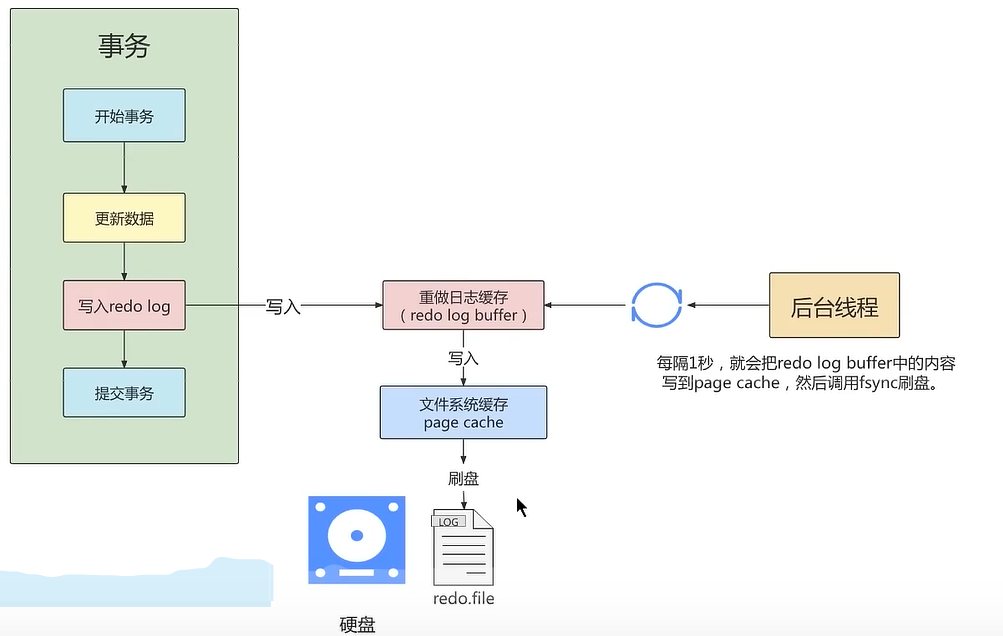 事务
开始事务
更新数据
写入redo log
提交事务
写入
重做日志缓存
（redo log buffer）
写入
文件系统缓存
page cache
刷盘
LOG
redo.file
硬盘
后台线程
每隔1秒，就会把redo log buffer中的内容
写到page cache，然后调用fsync刷盘。